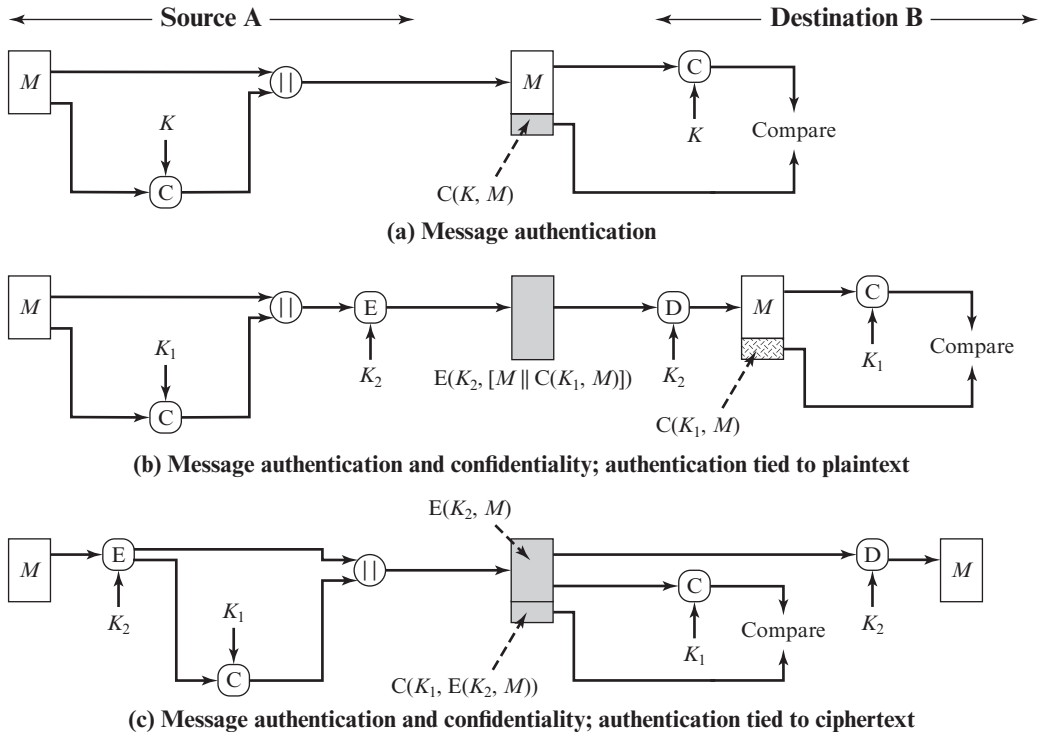 Source A
Destination B
M
||
M
C
K
C
K
Compare
C(K, M)
(a) Message authentication
M
||
E
D
M
C
K₁
C
K₂
E(K₂, [M || C(K₁, M)])
K₂
K₁
Compare
C(K₁, M)
(b) Message authentication and confidentiality; authentication tied to plaintext
E(K₂, M)
M
E
||
D
M
K₂
K₁
C
C
K₁
Compare
K₂
C(K₁, E(K₂, M))
(c) Message authentication and confidentiality; authentication tied to ciphertext